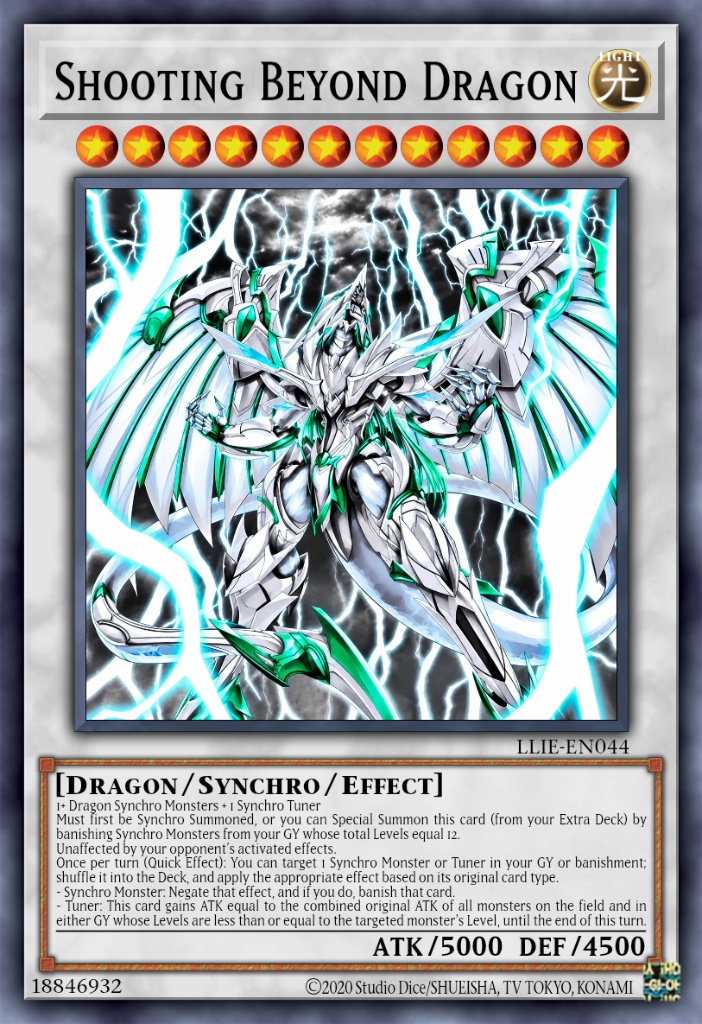 SHOOTING BEYOND DRAGON
LIGHT
光
LLIE-EN044
[DRAGON/SYNCHRO/EFFECT]
1+ Dragon Synchro Monsters + 1 Synchro Tuner
Must first be Synchro Summoned, or you can Special Summon this card (from your Extra Deck) by
banishing Synchro Monsters from your GY whose total Levels equal 12.
Unaffected by your opponent's activated effects.
Once per turn (Quick Effect): You can target 1 Synchro Monster or Tuner in your GY or banishment;
shuffle it into the Deck, and apply the appropriate effect based on its original card type.
- Synchro Monster: Negate that effect, and if you do, banish that card.
- Tuner: This card gains ATK equal to the combined original ATK of all monsters on the field and in
either GY whose Levels are less than or equal to the targeted monster's Level, until the end of this turn.
ATK/5000 DEF/4500
18846932
©2020 Studio Dice/SHUEISHA, TV TOKYO, KONAMI